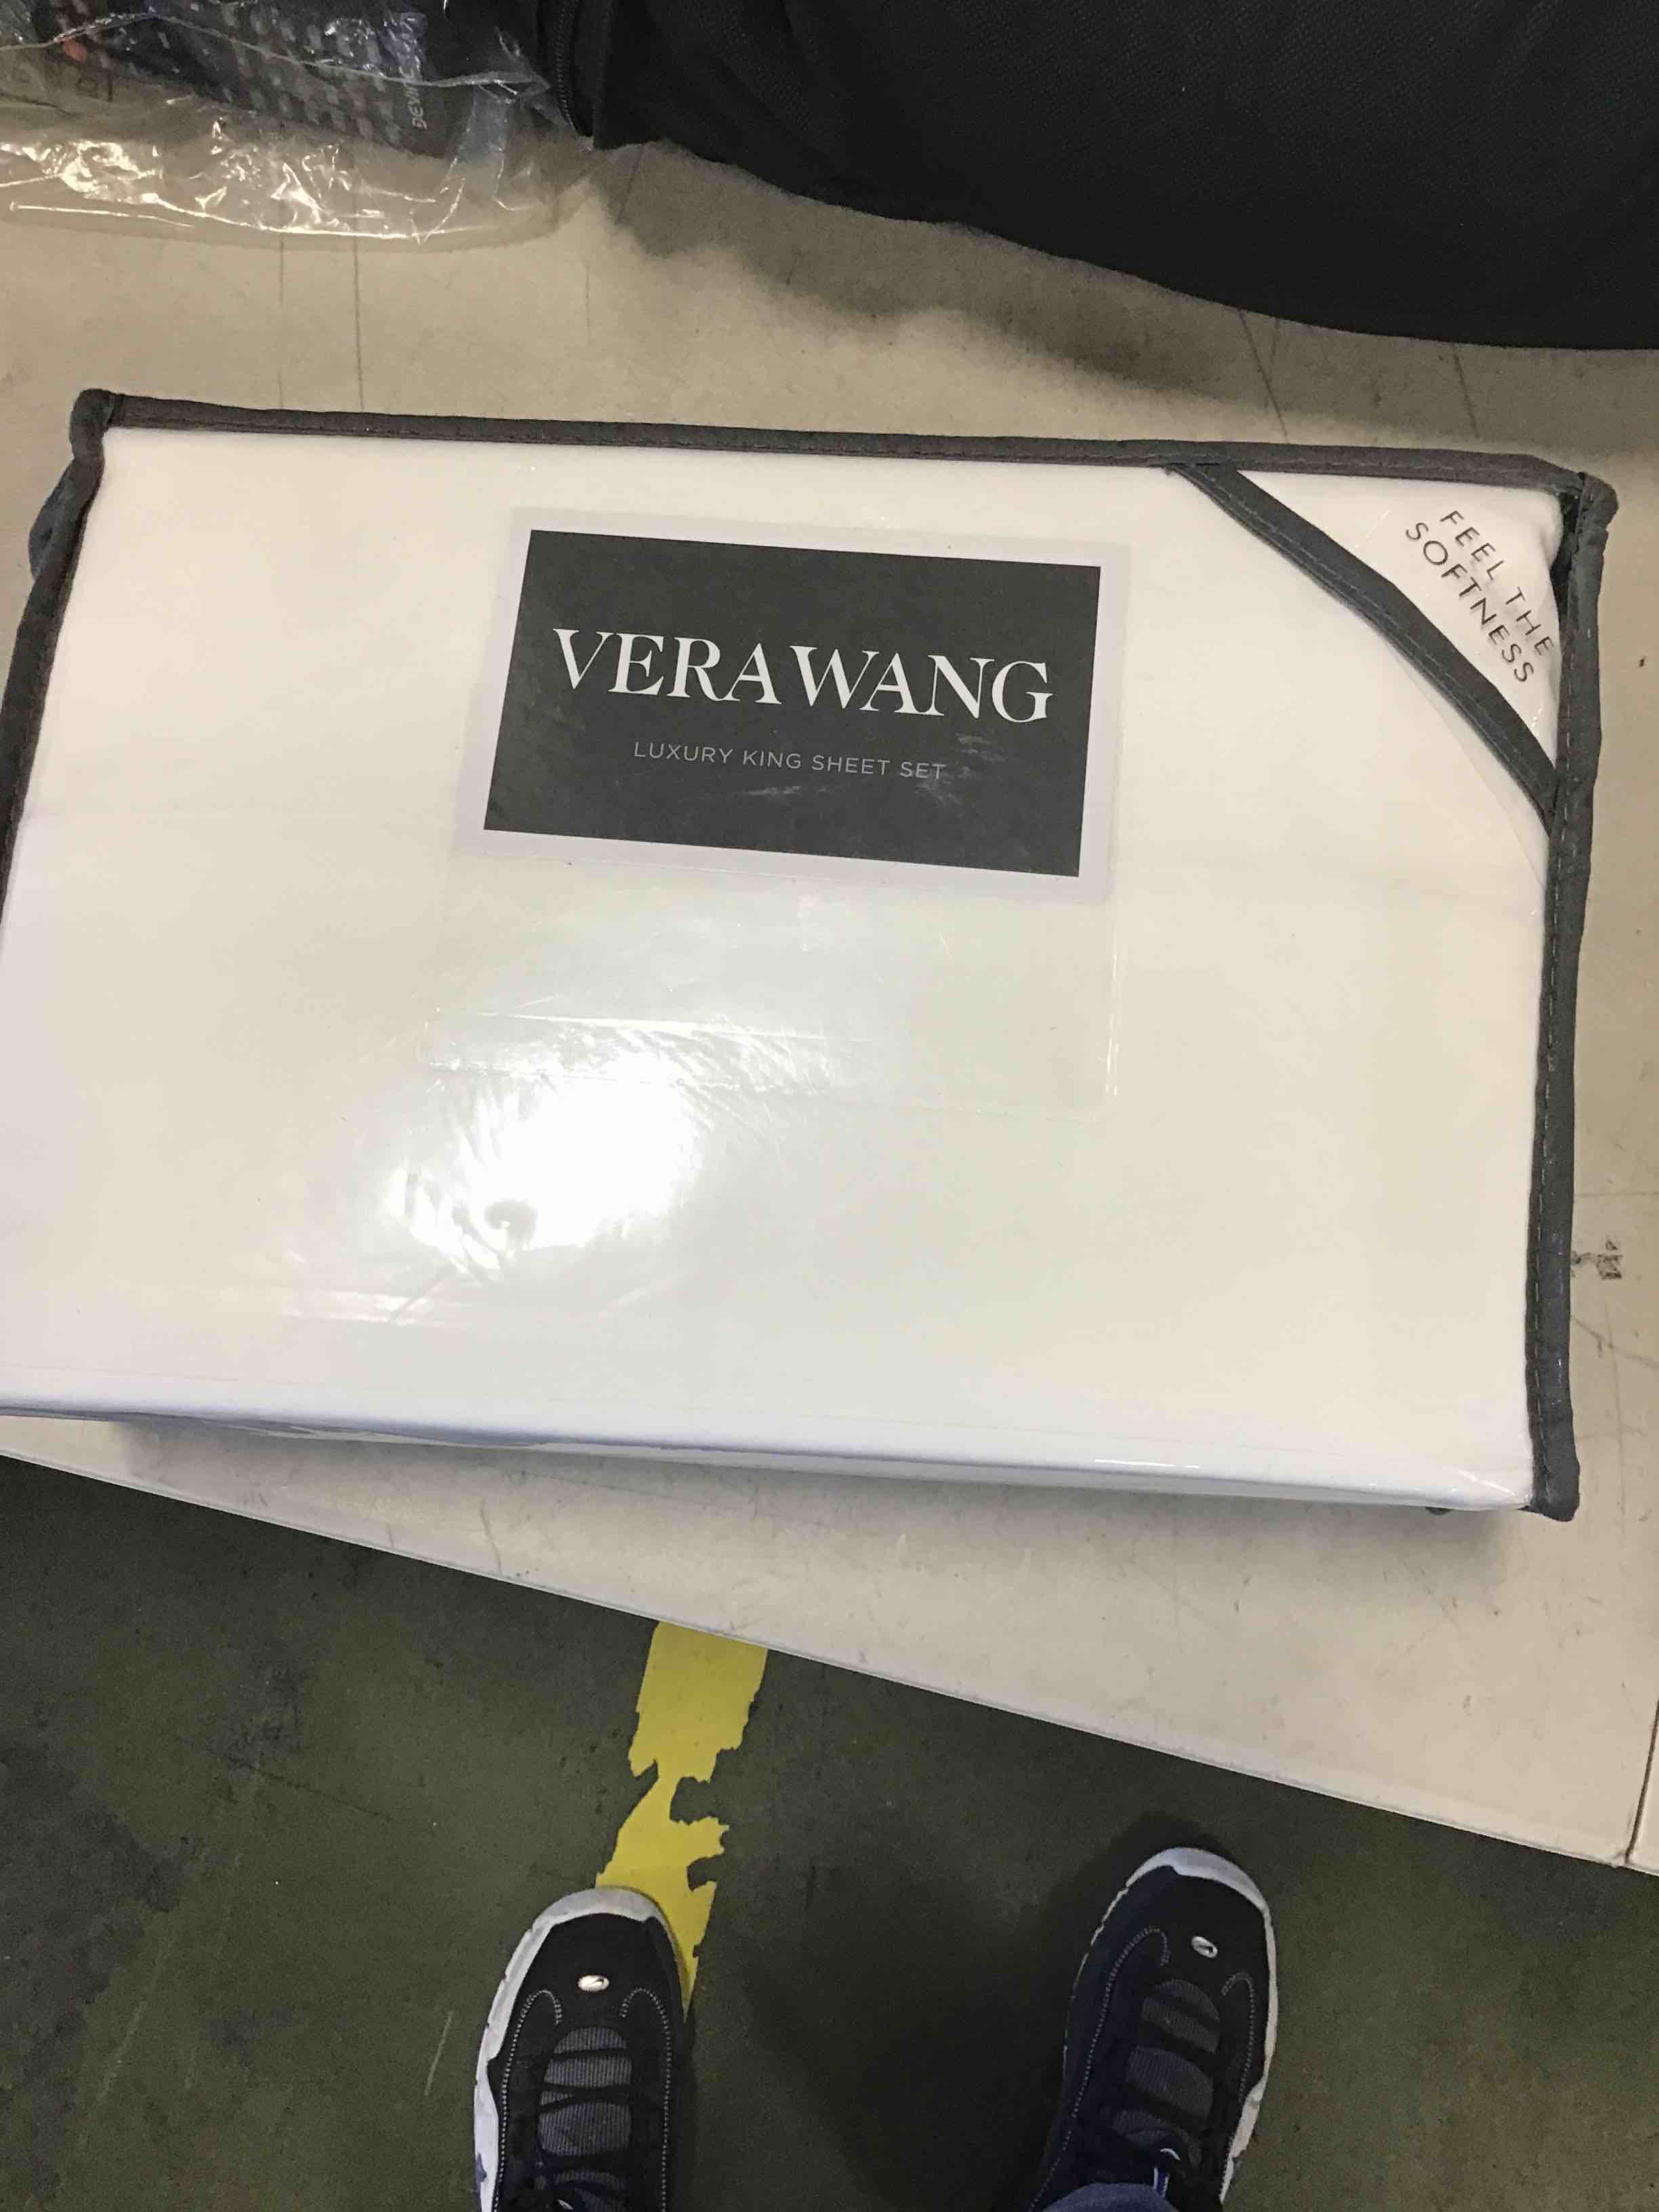 VERA WANG
LUXURY KING SHEET SET
FEEL THE
SOFTNESS